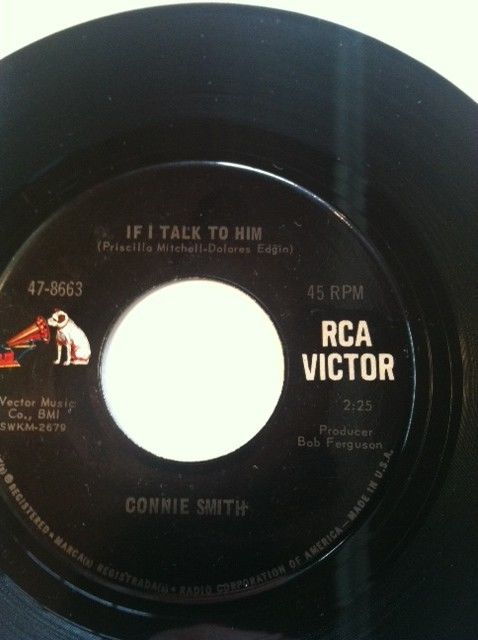 IF I TALK TO HIM
(Priscilla Mitchell-Dolores Edgin)
47-8663
45 RPM
RCA
VICTOR
Vector Music
Co., BMI
SWKM-2679
2:25
Producer
Bob Ferguson
CONNIE SMITH
REGISTERED • MARCA(s) REGISTRADA(s) • RADIO CORPORATION OF AMERICA—MADE IN U.S.A.